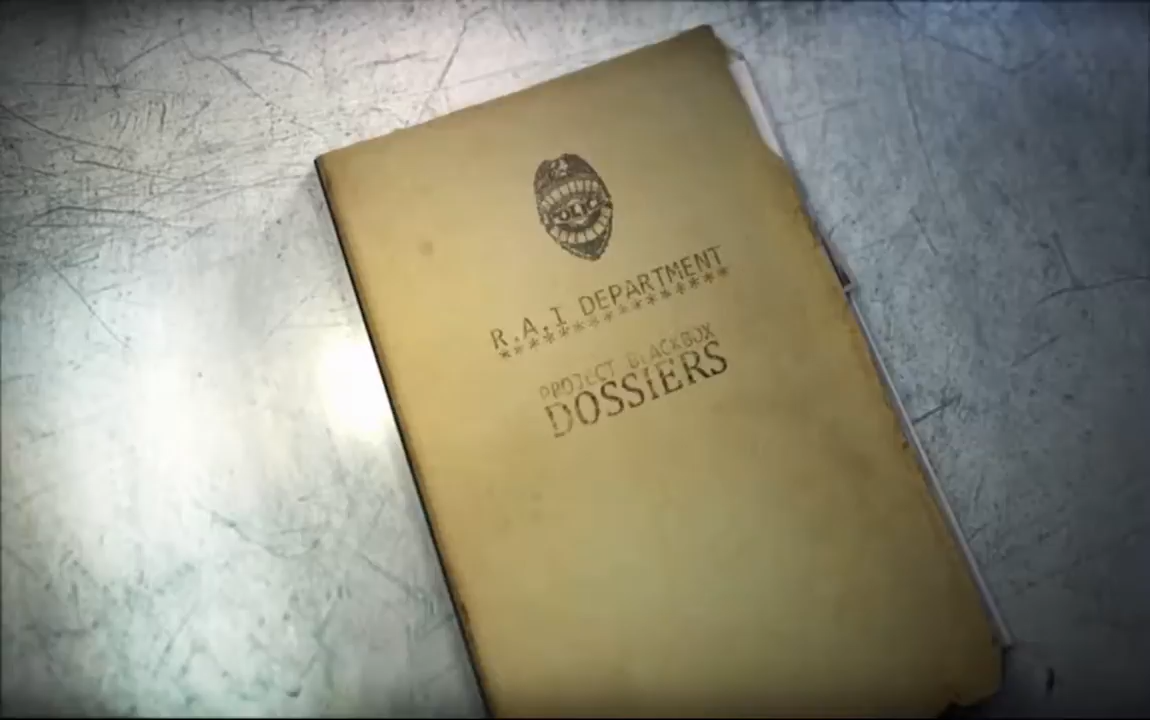 R.A.I DEPARTMENT
*****************
PROJECT BLACKBOX
DOSSIERS